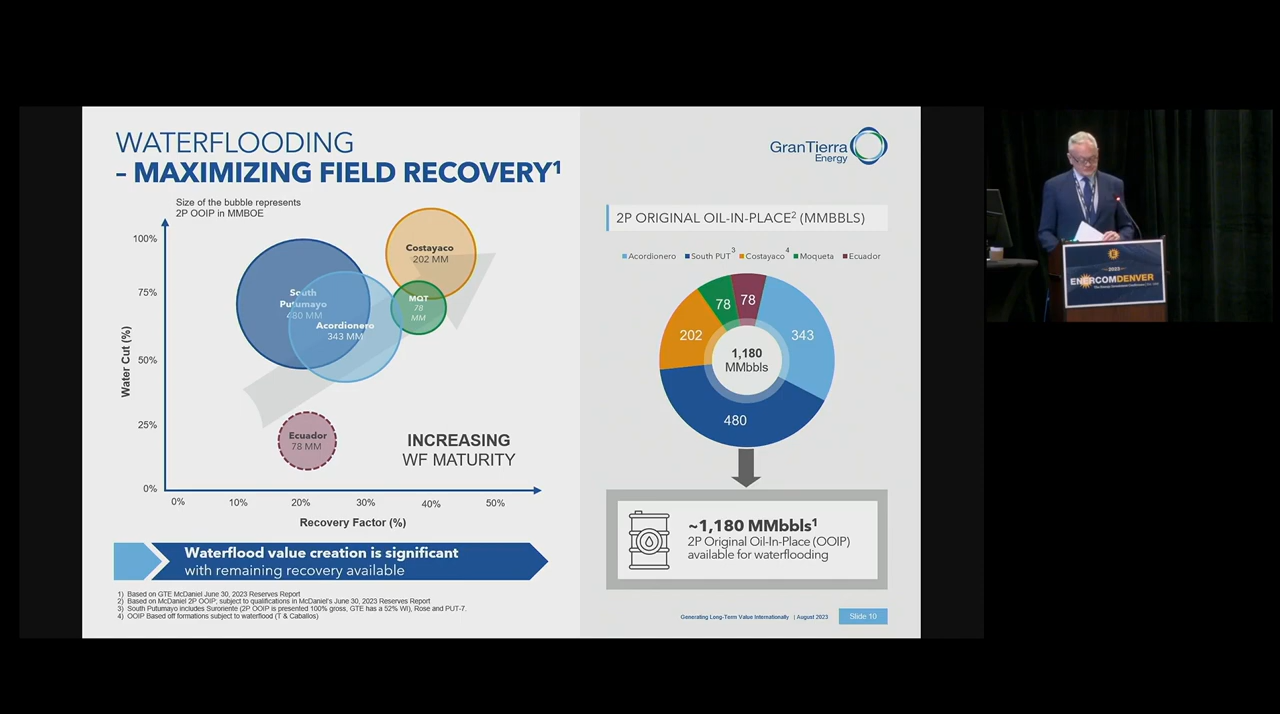 WATERFLOODING
– MAXIMIZING FIELD RECOVERY¹
Size of the bubble represents
2P OOIP in MMBOE
100%
75%
50%
25%
0%
Water Cut (%)
0%
10%
20%
30%
40%
50%
Recovery Factor (%)
Costayaco
202 MM
South
Putumayo
480 MM
Acordionero
343 MM
MQT
78
MM
Ecuador
78 MM
INCREASING
WF MATURITY
Waterflood value creation is significant
with remaining recovery available
1) Based on GTE McDaniel June 30, 2023 Reserves Report
2) Based on McDaniel 2P OOIP; subject to qualifications in McDaniel's June 30, 2023 Reserves Report
3) South Putumayo includes Suroriente (2P OOIP is presented 100% gross, GTE has a 52% WI), Rose and PUT-7.
4) OOIP Based off formations subject to waterflood (T & Caballos)
GranTierra
Energy
2P ORIGINAL OIL-IN-PLACE² (MMBBLS)
Acordionero South PUT³ Costayaco⁴ Moqueta Ecuador
78
78
202
343
1,180
MMbbls
480
~1,180 MMbbls¹
2P Original Oil-In-Place (OOIP)
available for waterflooding
Generating Long-Term Value Internationally | August 2023
Slide 10
2023
ENERCOMDENVER